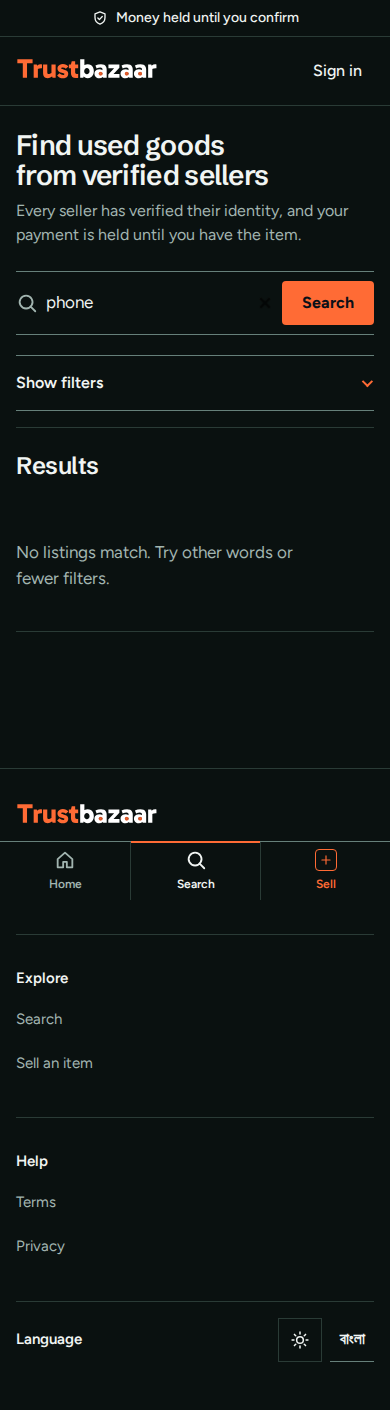 Money held until you confirm
Trustbazaar
Sign in
Find used goods
from verified sellers
Every seller has verified their identity, and your
payment is held until you have the item.
phone
Search
Show filters
Results
No listings match. Try other words or
fewer filters.
Trustbazaar
Home
Search
Sell
Explore
Search
Sell an item
Help
Terms
Privacy
Language
বাংলা